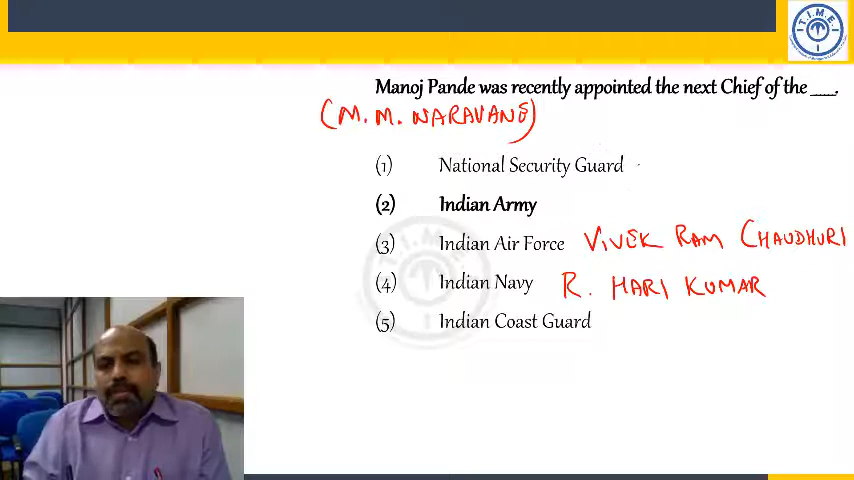 T.I.M.E.
Manoj Pande was recently appointed the next Chief of the ___.
(M. M. NARAVANE)
(1) National Security Guard
(2) Indian Army
(3) Indian Air Force VIVEK RAM CHAUDHURI
(4) Indian Navy R. HARI KUMAR
(5) Indian Coast Guard